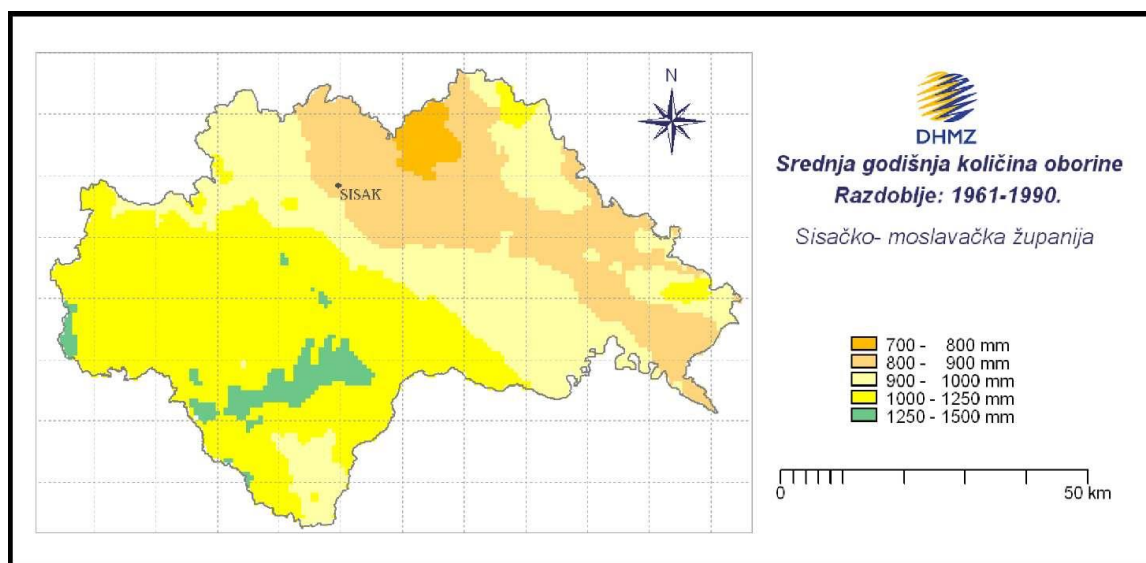 N
SISAK
DHMZ
Srednja godišnja količina oborine
Razdoblje: 1961-1990.
Sisačko- moslavačka županija
700 - 800 mm
800 - 900 mm
900 - 1000 mm
1000 - 1250 mm
1250 - 1500 mm
0 50 km